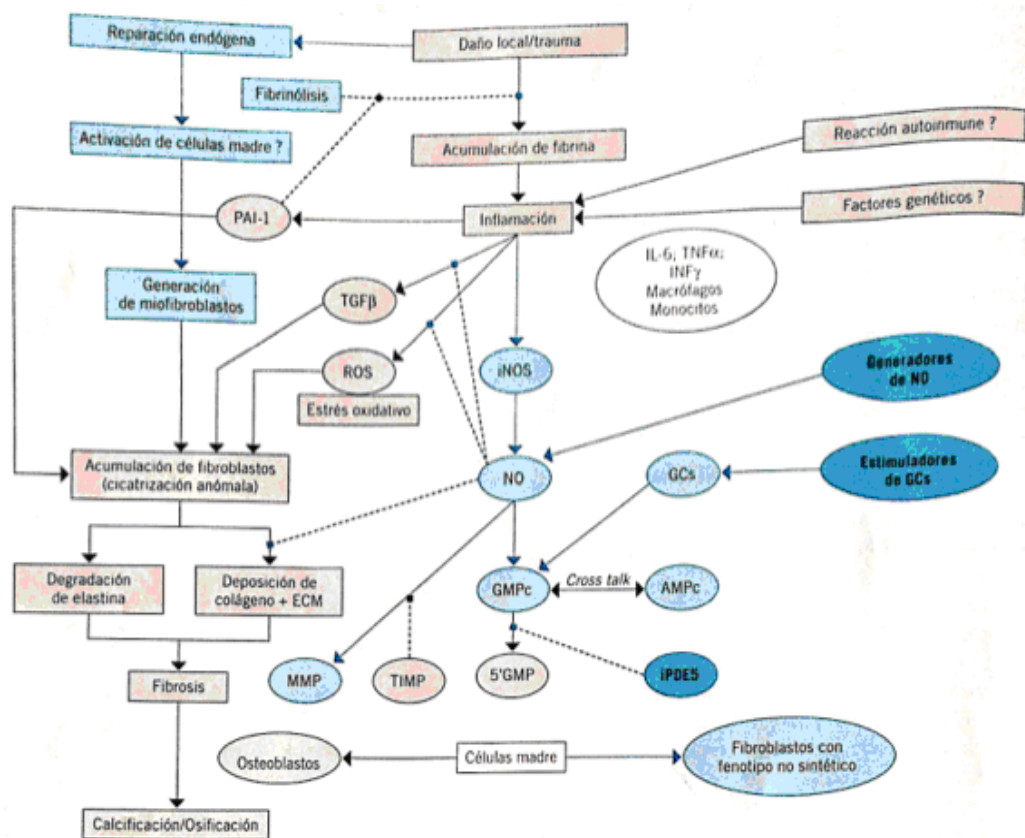 Reparación endógena
Daño local/trauma
Fibrinólisis
Activación de células madre ?
Acumulación de fibrina
Reacción autoinmune ?
PAI-1
Inflamación
Factores genéticos ?
IL-6; TNFα;
INFγ
Macrófagos
Monocitos
Generación
de miofibroblastos
TGFβ
ROS
Estrés oxidativo
iNOS
Generadores
de NO
Acumulación de fibroblastos
(cicatrización anómala)
NO
GCs
Estimuladores
de GCs
Degradación
de elastina
Deposición de
colágeno + ECM
GMPc
Cross talk
AMPc
MMP
TIMP
5'GMP
iPDE5
Fibrosis
Osteoblastos
Células madre
Fibroblastos con
fenotipo no sintético
Calcificación/Osificación